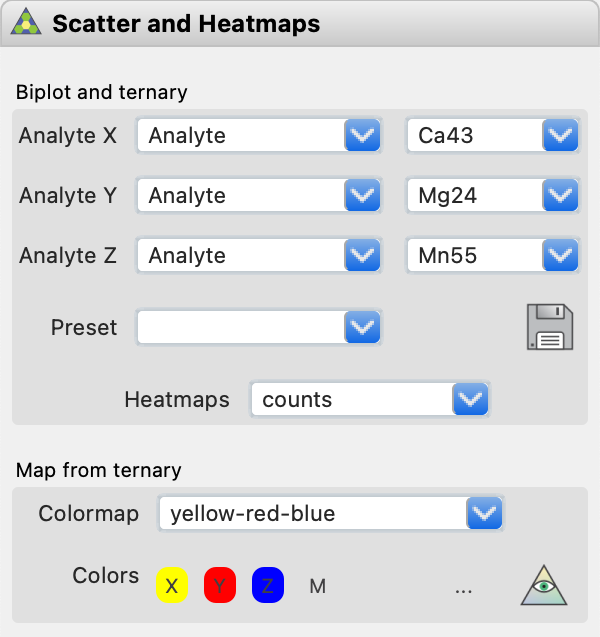 Scatter and Heatmaps
Biplot and ternary
Analyte X Analyte Ca43
Analyte Y Analyte Mg24
Analyte Z Analyte Mn55
Preset
Heatmaps counts
Map from ternary
Colormap yellow-red-blue
Colors X Y Z M ...